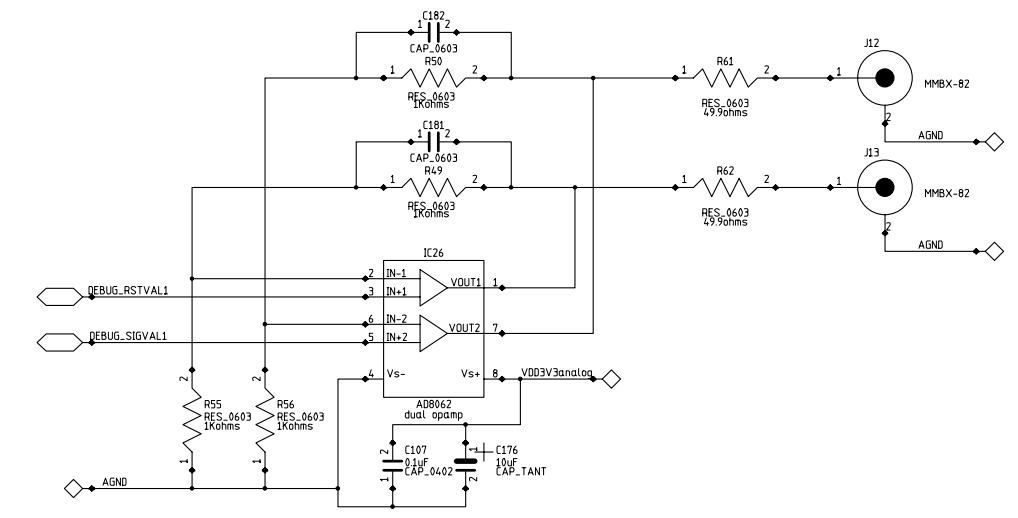 C182
1 2
CAP_0603
R50
1 2
RES_0603
1Kohms
R61
1 2
RES_0603
49.9ohms
J12
1
MMBX-82
2
AGND
C181
1 2
CAP_0603
R49
1 2
RES_0603
1Kohms
R62
1 2
RES_0603
49.9ohms
J13
1
MMBX-82
2
AGND
IC26
2 IN-1
DEBUG_RSTVAL1
3 IN+1
VOUT1 1
6 IN-2
DEBUG_SIGVAL1
5 IN+2
VOUT2 7
4 Vs-
Vs+ 8
VDD3V3analog
AD8062
dual opamp
2
R55
RES_0603
1Kohms
1
2
R56
RES_0603
1Kohms
1
2
C107
0.1uF
CAP_0402
1
1
C176
10uF
CAP_TANT
2
AGND